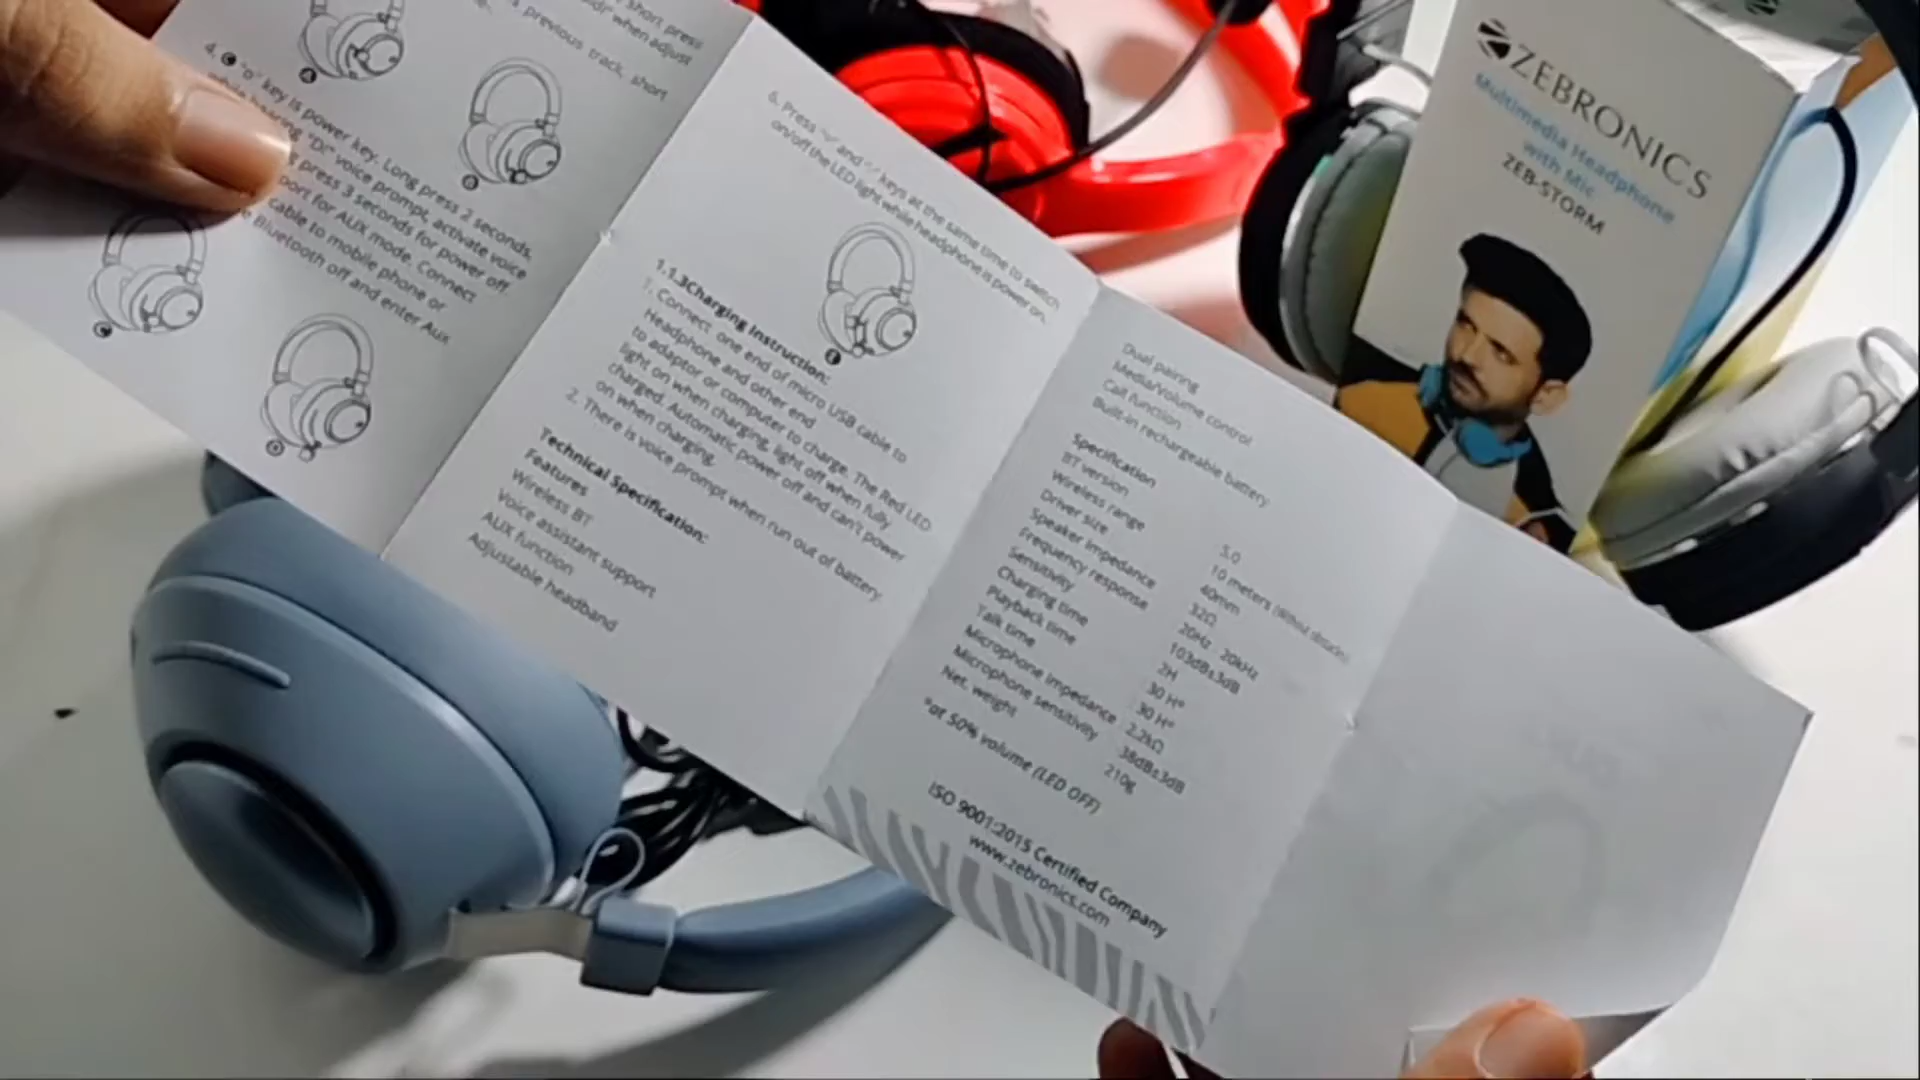 short press
when adjust
previous track, short
4. "D" key is power key. Long press 2 seconds,
"Di" voice prompt, activate voice
press 3 seconds for power off.
port for AUX mode. Connect
cable to mobile phone or
Bluetooth off and enter Aux
A
B
C
D
6. Press and keys at the same time to switch
on/off the LED light while headphone is power on.
E
1.1.3Charging Instruction:
1. Connect one end of micro USB cable to
Headphone and other end
to adaptor or computer to charge. The Red LED
light on when charging, light off when fully
charged. Automatic power off and can't power
on when charging.
2. There is voice prompt when run out of battery
Technical Specification:
Features
Wireless BT
Voice assistant support
AUX function
Adjustable headband
Dual pairing
Media/Volume control
Call function
Built-in rechargeable battery
Specification
BT version 5.0
Wireless range 10 meters
Driver size 40mm
Speaker Impedance 32Ω
Frequency response 20Hz - 20kHz
Sensitivity 103dB±3dB
Charging time 2H
Playback time 30 H*
Talk time 30 H*
Microphone Impedance 2.2kΩ
Microphone sensitivity 38dB±3dB
Net. weight 210g
*at 50% volume (LED OFF)
ISO 9001:2015 Certified Company
www.zebronics.com
ZEBRONICS
Multimedia Headphone
with Mic
ZEB-STORM